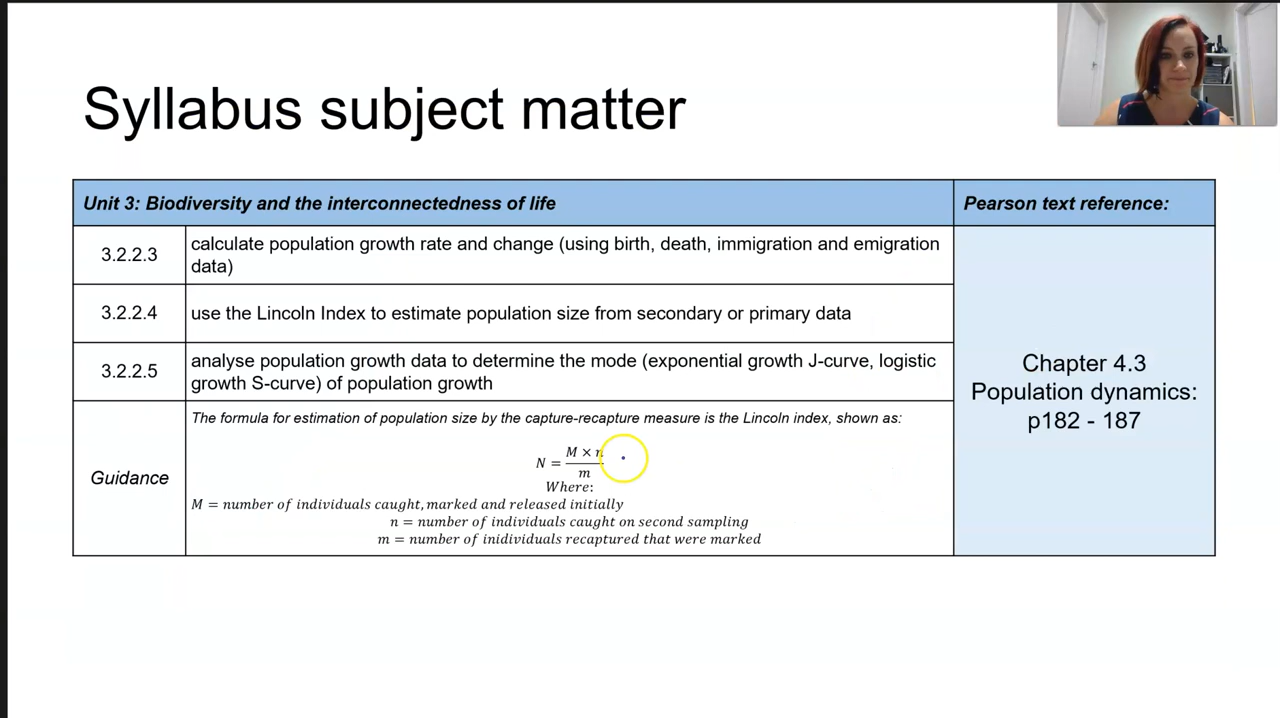 Syllabus subject matter
Unit 3: Biodiversity and the interconnectedness of life
Pearson text reference:
3.2.2.3
calculate population growth rate and change (using birth, death, immigration and emigration
data)
3.2.2.4
use the Lincoln Index to estimate population size from secondary or primary data
3.2.2.5
analyse population growth data to determine the mode (exponential growth J-curve, logistic
growth S-curve) of population growth
Chapter 4.3
Population dynamics:
p182 - 187
Guidance
The formula for estimation of population size by the capture-recapture measure is the Lincoln index, shown as:
N = (M × n) / m
Where:
M = number of individuals caught, marked and released initially
n = number of individuals caught on second sampling
m = number of inidividuals recaptured that were marked